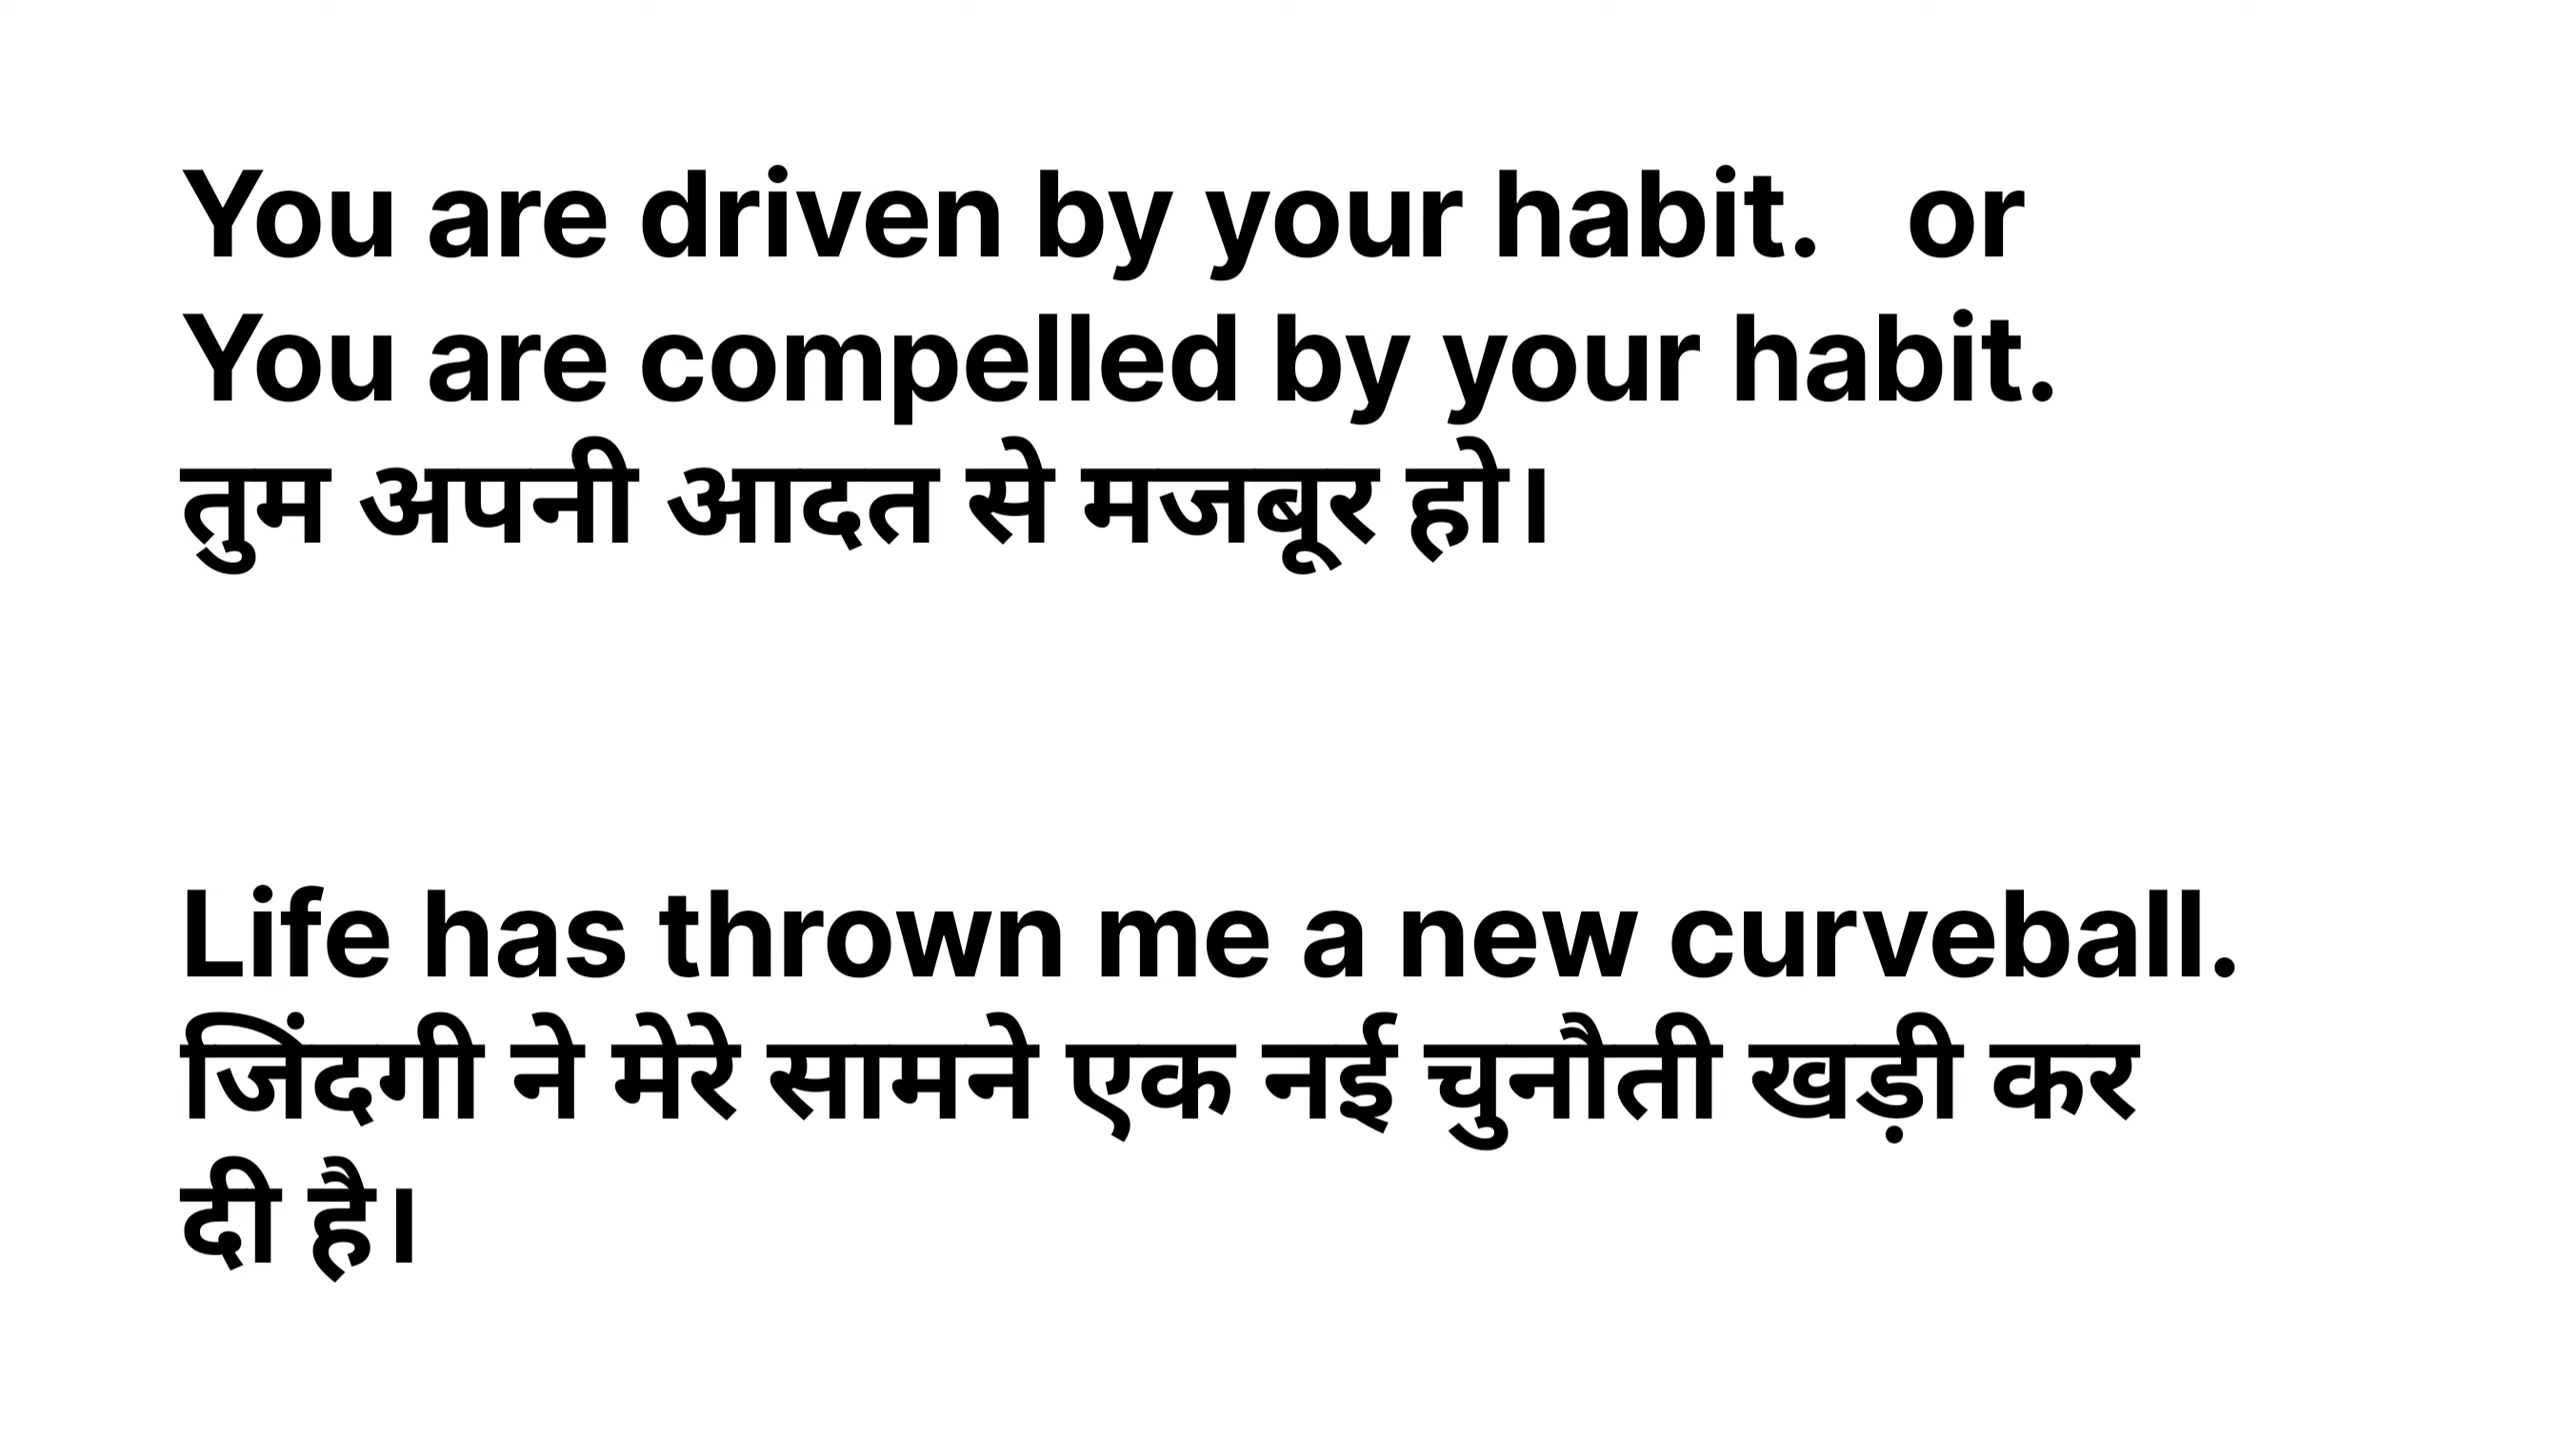 You are driven by your habit.   or
You are compelled by your habit.
तुम अपनी आदत से मजबूर हो।
Life has thrown me a new curveball.
जिंदगी ने मेरे सामने एक नई चुनौती खड़ी कर
दी है।